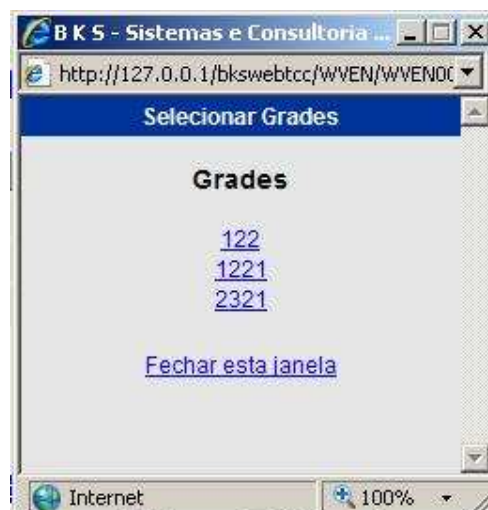 B K S - Sistemas e Consultoria ...
http://127.0.0.1/bkswebtcc/WVEN/WVEN00
Selecionar Grades
Grades
122
1221
2321
Fechar esta janela
Internet
100%